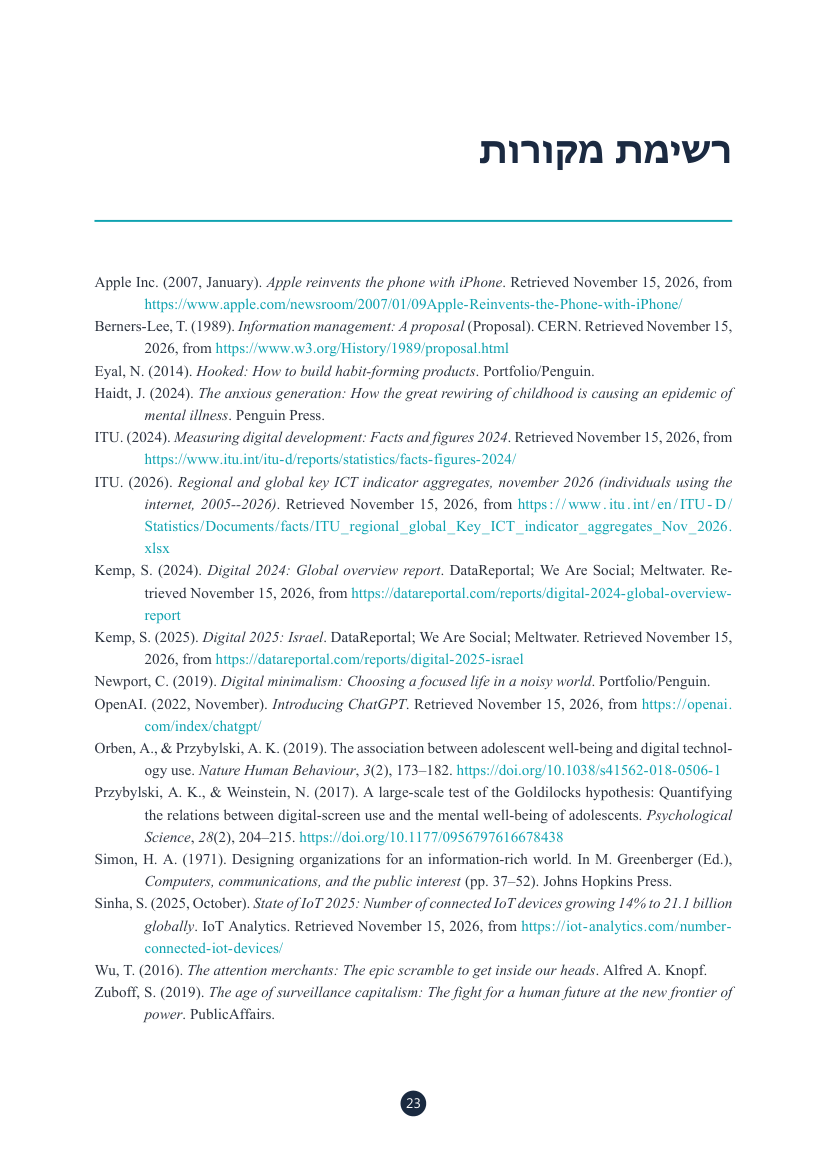 רשימת מקורות
Apple Inc. (2007, January). Apple reinvents the phone with iPhone. Retrieved November 15, 2026, from
https://www.apple.com/newsroom/2007/01/09Apple-Reinvents-the-Phone-with-iPhone/
Berners-Lee, T. (1989). Information management: A proposal (Proposal). CERN. Retrieved November 15,
2026, from https://www.w3.org/History/1989/proposal.html
Eyal, N. (2014). Hooked: How to build habit-forming products. Portfolio/Penguin.
Haidt, J. (2024). The anxious generation: How the great rewiring of childhood is causing an epidemic of
mental illness. Penguin Press.
ITU. (2024). Measuring digital development: Facts and figures 2024. Retrieved November 15, 2026, from
https://www.itu.int/itu-d/reports/statistics/facts-figures-2024/
ITU. (2026). Regional and global key ICT indicator aggregates, november 2026 (individuals using the
internet, 2005--2026). Retrieved November 15, 2026, from https://www.itu.int/en/ITU-D/
Statistics/Documents/facts/ITU_regional_global_Key_ICT_indicator_aggregates_Nov_2026.
xlsx
Kemp, S. (2024). Digital 2024: Global overview report. DataReportal; We Are Social; Meltwater. Re-
trieved November 15, 2026, from https://datareportal.com/reports/digital-2024-global-overview-
report
Kemp, S. (2025). Digital 2025: Israel. DataReportal; We Are Social; Meltwater. Retrieved November 15,
2026, from https://datareportal.com/reports/digital-2025-israel
Newport, C. (2019). Digital minimalism: Choosing a focused life in a noisy world. Portfolio/Penguin.
OpenAI. (2022, November). Introducing ChatGPT. Retrieved November 15, 2026, from https://openai.
com/index/chatgpt/
Orben, A., & Przybylski, A. K. (2019). The association between adolescent well-being and digital technol-
ogy use. Nature Human Behaviour, 3(2), 173–182. https://doi.org/10.1038/s41562-018-0506-1
Przybylski, A. K., & Weinstein, N. (2017). A large-scale test of the Goldilocks hypothesis: Quantifying
the relations between digital-screen use and the mental well-being of adolescents. Psychological
Science, 28(2), 204–215. https://doi.org/10.1177/0956797616678438
Simon, H. A. (1971). Designing organizations for an information-rich world. In M. Greenberger (Ed.),
Computers, communications, and the public interest (pp. 37–52). Johns Hopkins Press.
Sinha, S. (2025, October). State of IoT 2025: Number of connected IoT devices growing 14% to 21.1 billion
globally. IoT Analytics. Retrieved November 15, 2026, from https://iot-analytics.com/number-
connected-iot-devices/
Wu, T. (2016). The attention merchants: The epic scramble to get inside our heads. Alfred A. Knopf.
Zuboff, S. (2019). The age of surveillance capitalism: The fight for a human future at the new frontier of
power. PublicAffairs.
23